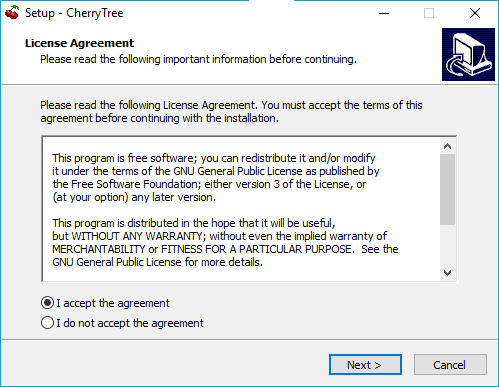 Setup - CherryTree
License Agreement
Please read the following important information before continuing.
Please read the following License Agreement. You must accept the terms of this
agreement before continuing with the installation.
This program is free software; you can redistribute it and/or modify
it under the terms of the GNU General Public License as published by
the Free Software Foundation; either version 3 of the License, or
(at your option) any later version.
This program is distributed in the hope that it will be useful,
but WITHOUT ANY WARRANTY; without even the implied warranty of
MERCHANTABILITY or FITNESS FOR A PARTICULAR PURPOSE.  See the
GNU General Public License for more details.
I accept the agreement
I do not accept the agreement
Next >
Cancel